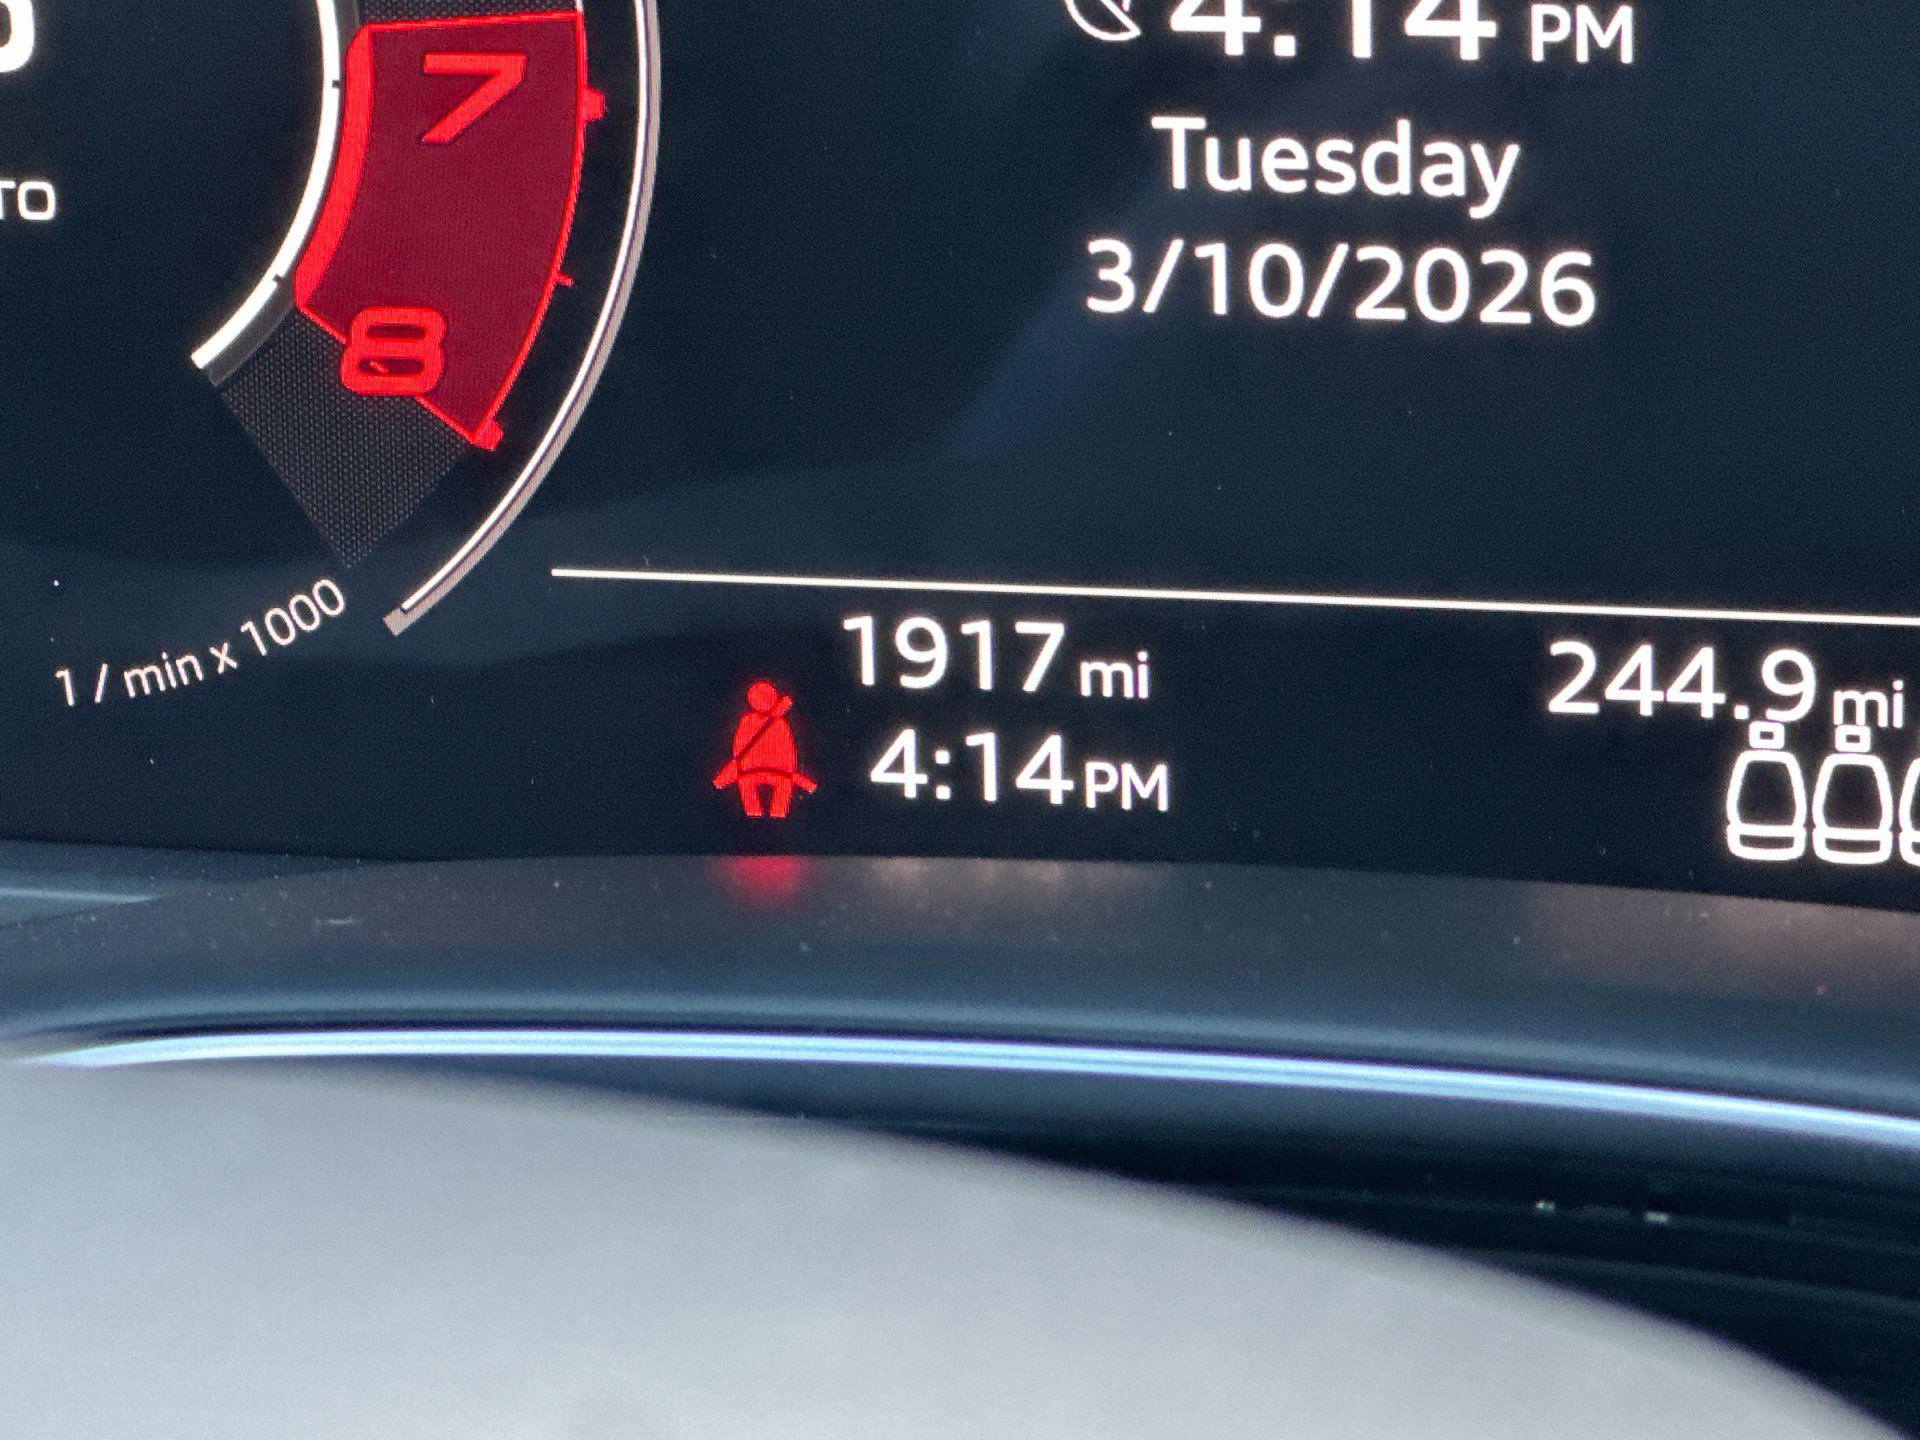 4:14 PM
Tuesday
3/10/2026
7
8
1 / min x 1000
1917 mi
4:14 PM
244.9 mi